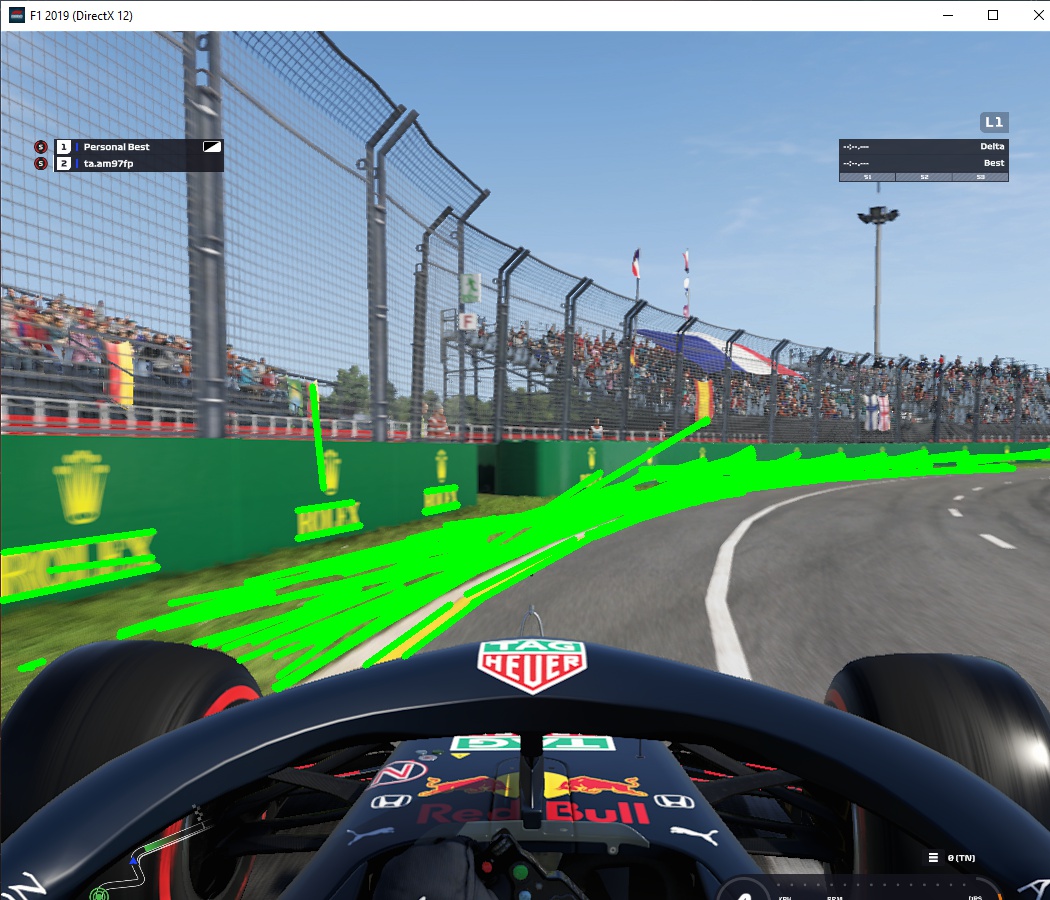 F1 2019 (DirectX 12)
L1
S 1 Personal Best
S 2 ta.am97fp
--:--.--- Delta
--:--.--- Best
S1 S2 S3
F
ROLEX
ROLEX
ROLEX
TAG
HEUER
TAG
Red Bull
0 (TN)
KPH RPM DRS